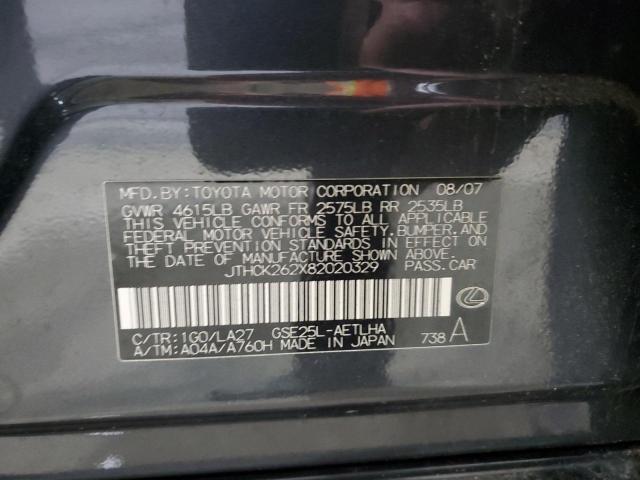 MFD.BY:TOYOTA MOTOR CORPORATION 08/07
GVWR 4615LB GAWR FR 2575LB RR 2535LB
THIS VEHICLE CONFORMS TO ALL APPLICABLE
FEDERAL MOTOR VEHICLE SAFETY,BUMPER,AND
THEFT PREVENTION STANDARDS IN EFFECT ON
THE DATE OF MANUFACTURE SHOWN ABOVE.
JTHCK262X82020329 PASS.CAR
C/TR:1G0/LA27 GSE25L-AETLHA
A/TM:A04A/A760H MADE IN JAPAN 738 A